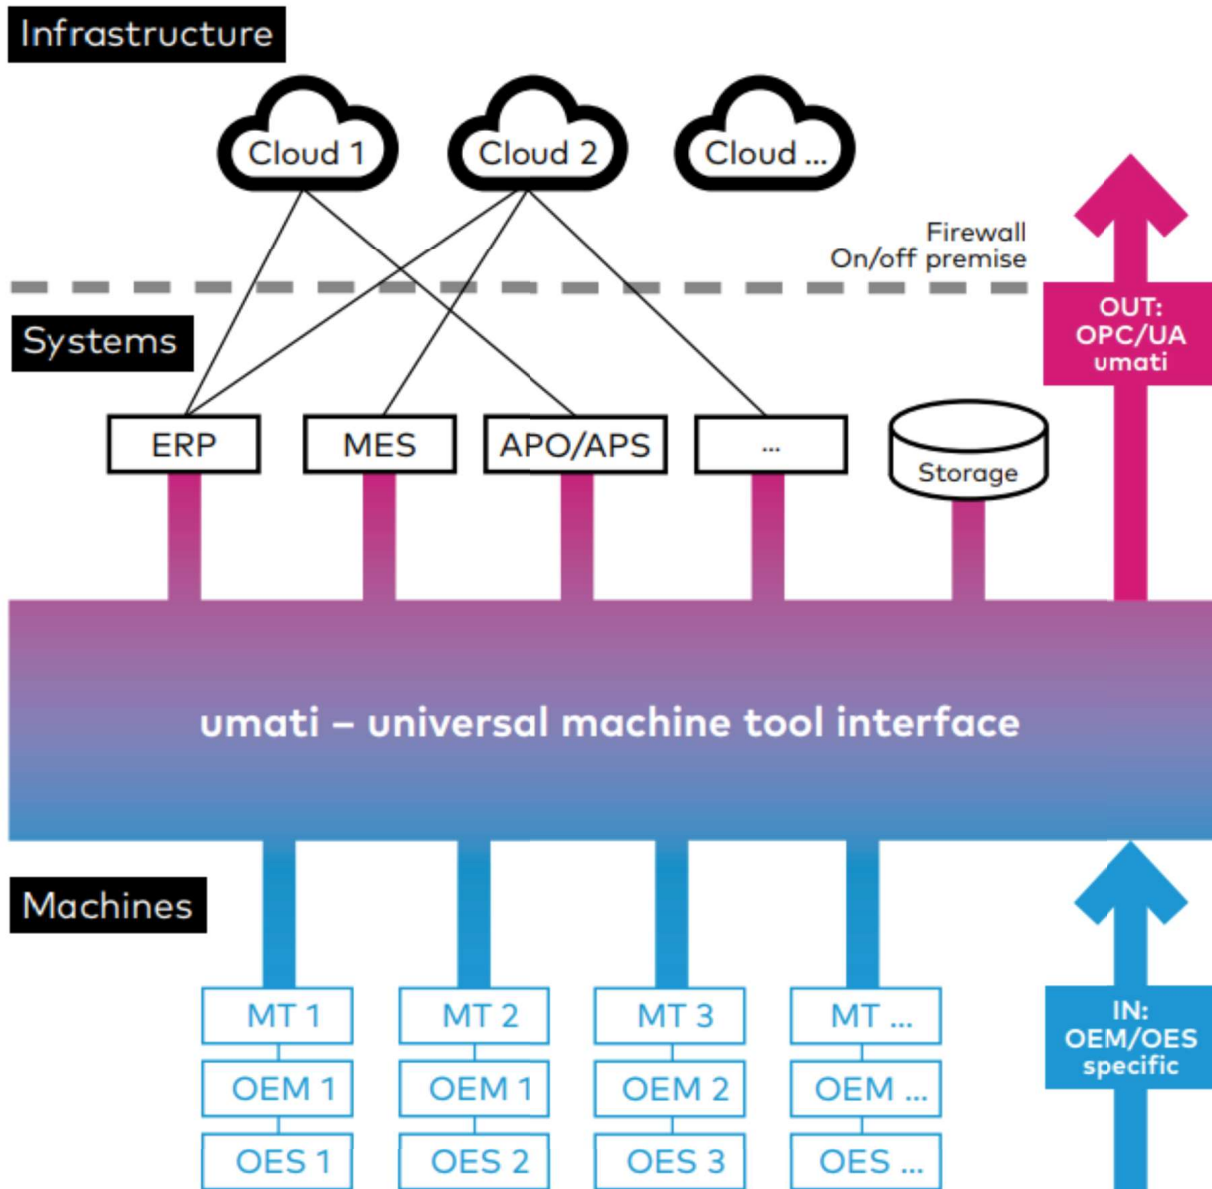 Infrastructure
Cloud 1
Cloud 2
Cloud ...
Firewall
On/off premise
OUT:
OPC/UA
umati
Systems
ERP
MES
APO/APS
...
Storage
umati – universal machine tool interface
Machines
MT 1
MT 2
MT 3
MT ...
IN:
OEM/OES
specific
OEM 1
OEM 1
OEM 2
OEM ...
OES 1
OES 2
OES 3
OES ...